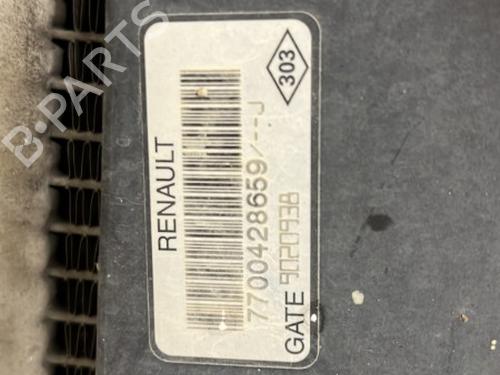 RENAULT
7700428659/--J
GATE 9020938
303
B-PARTS